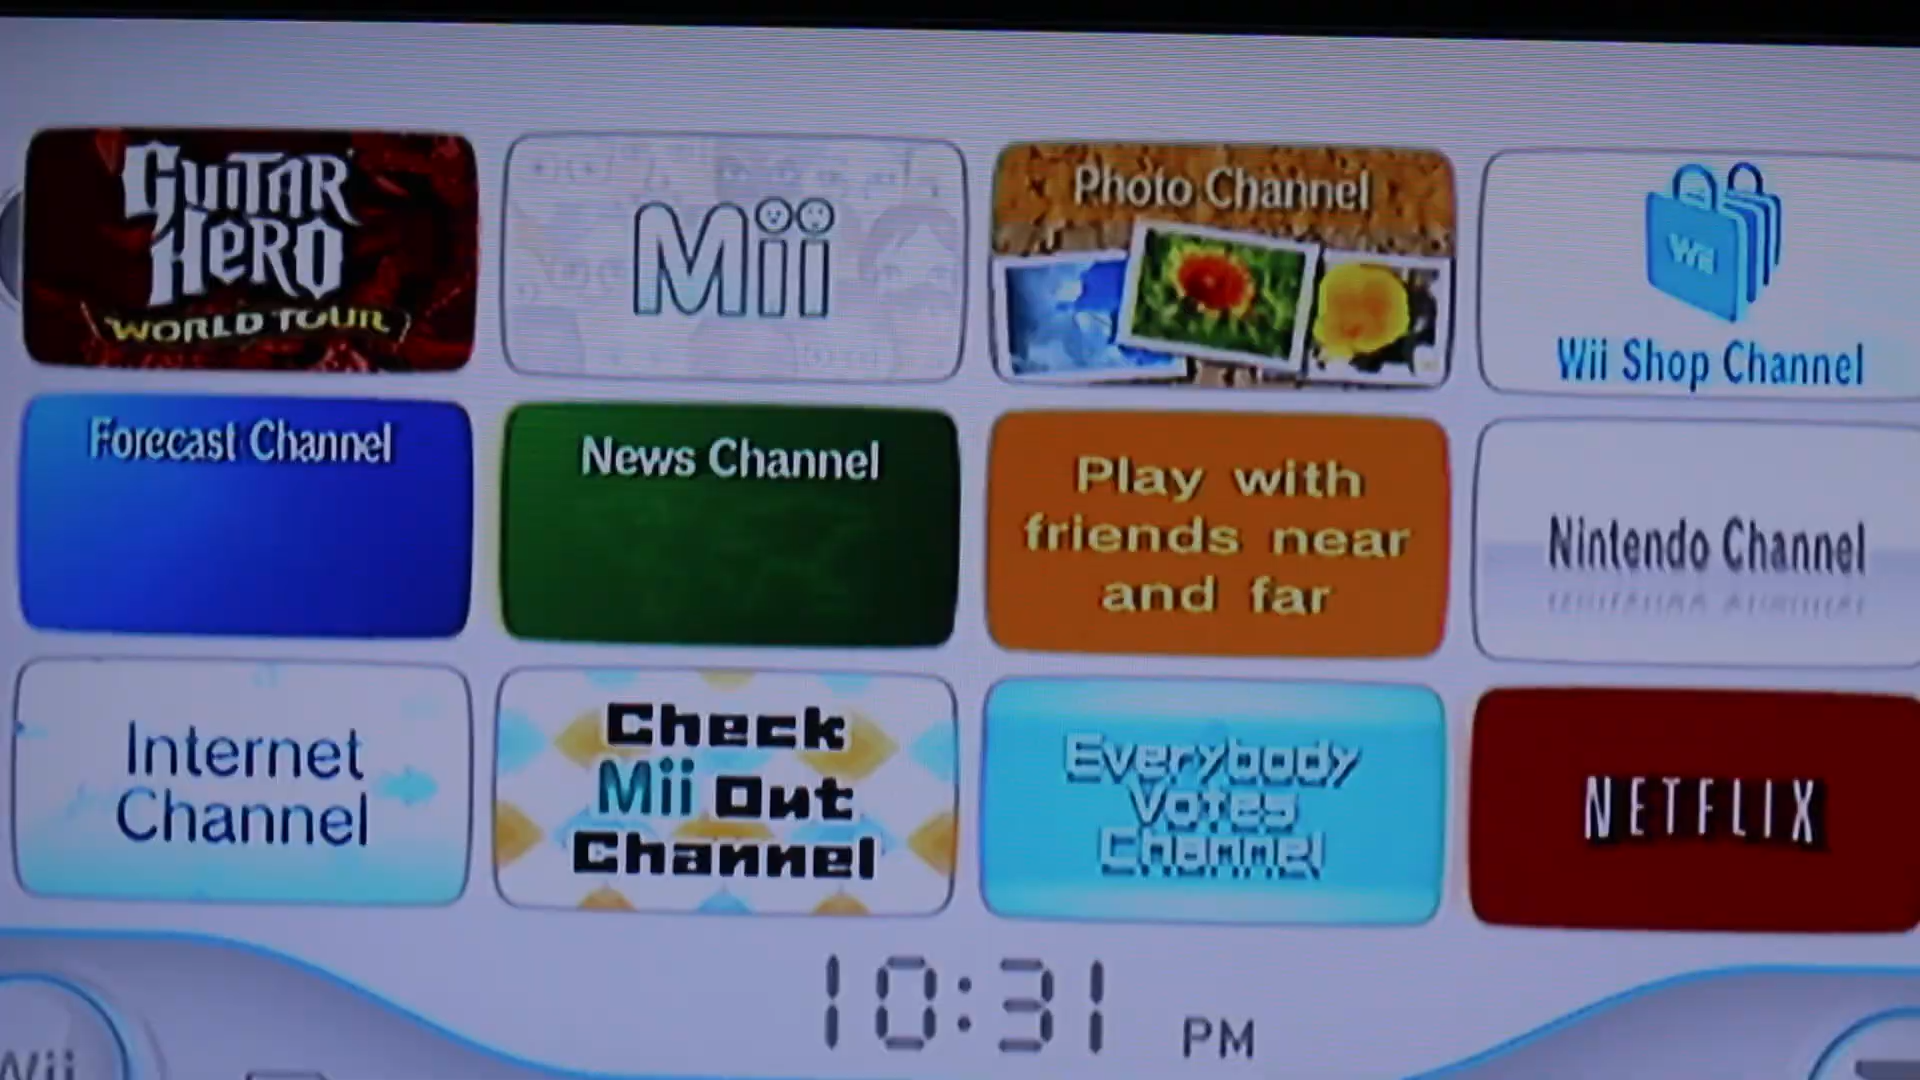 GUITAR
HERO
WORLD TOUR
Mii
Photo Channel
Wii
Wii Shop Channel
Forecast Channel
News Channel
Play with
friends near
and far
Nintendo Channel
Internet
Channel
Check
Mii Out
Channel
Everybody
Votes
Channel
NETFLIX
10:31 PM
Wii